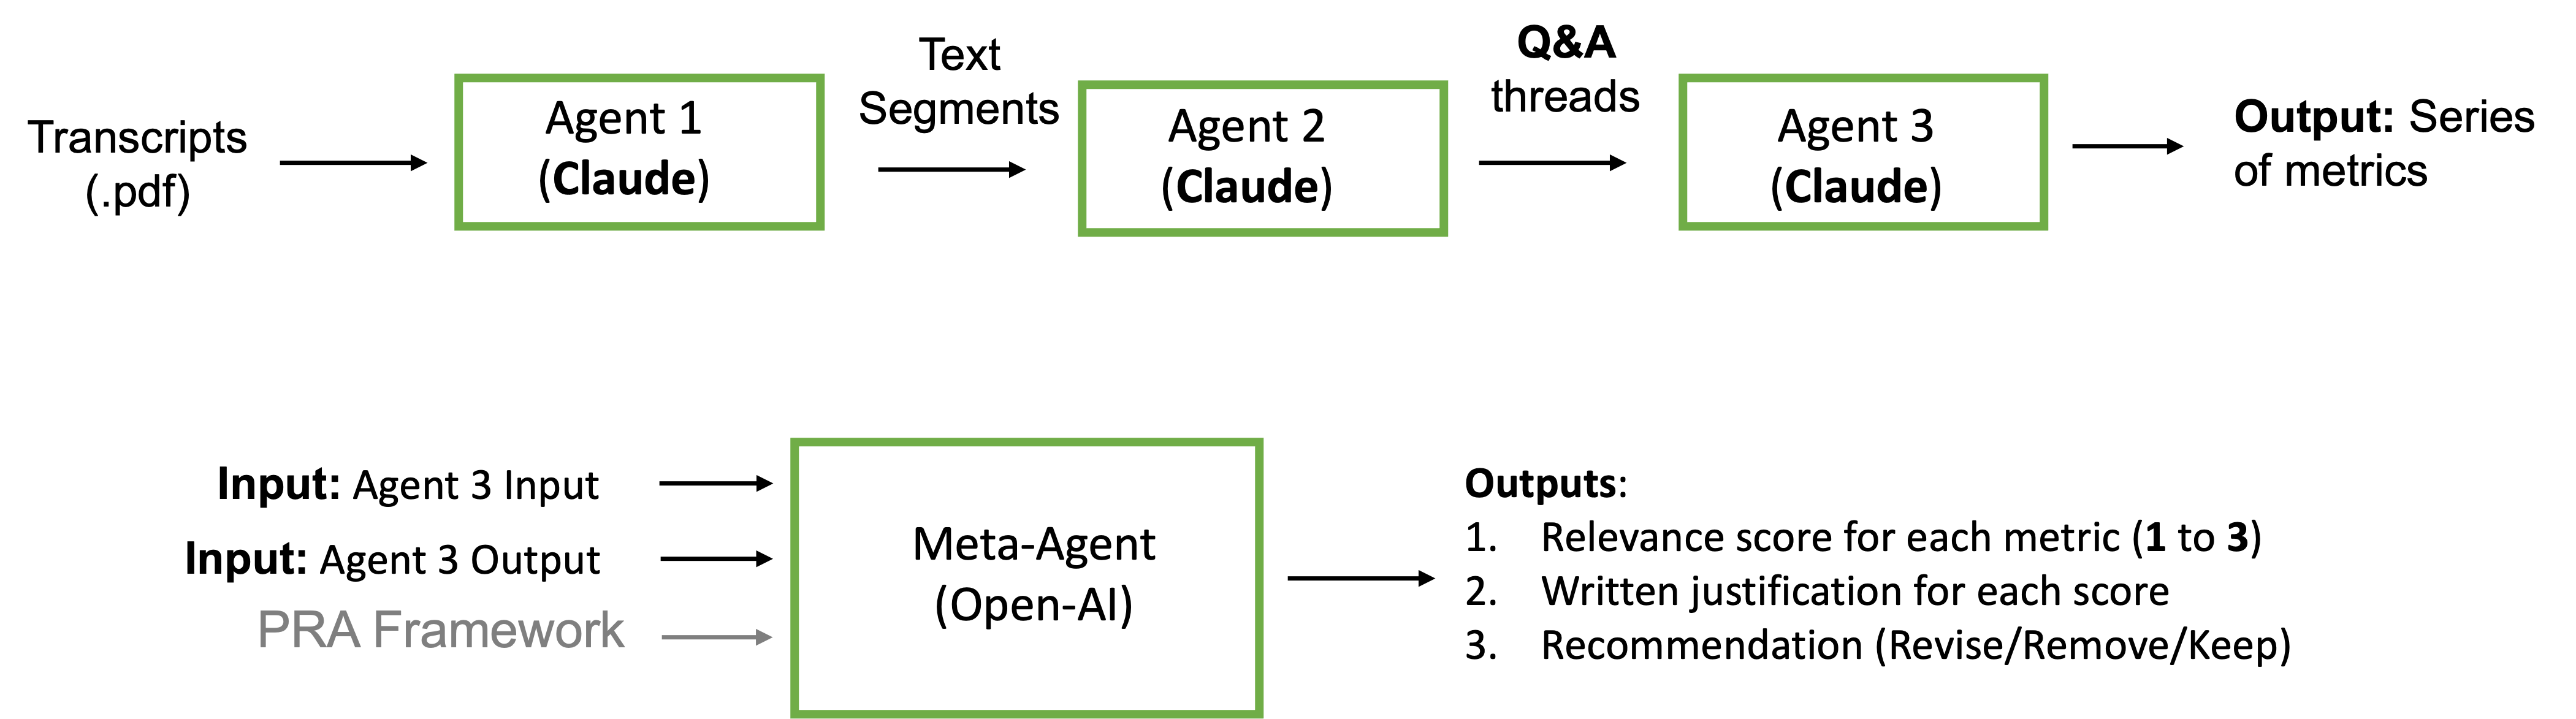 Transcripts
(.pdf)
Agent 1
(Claude)
Text
Segments
Agent 2
(Claude)
Q&A
threads
Agent 3
(Claude)
Output: Series
of metrics
Input: Agent 3 Input
Input: Agent 3 Output
PRA Framework
Meta-Agent
(Open-AI)
Outputs:
1. Relevance score for each metric (1 to 3)
2. Written justification for each score
3. Recommendation (Revise/Remove/Keep)